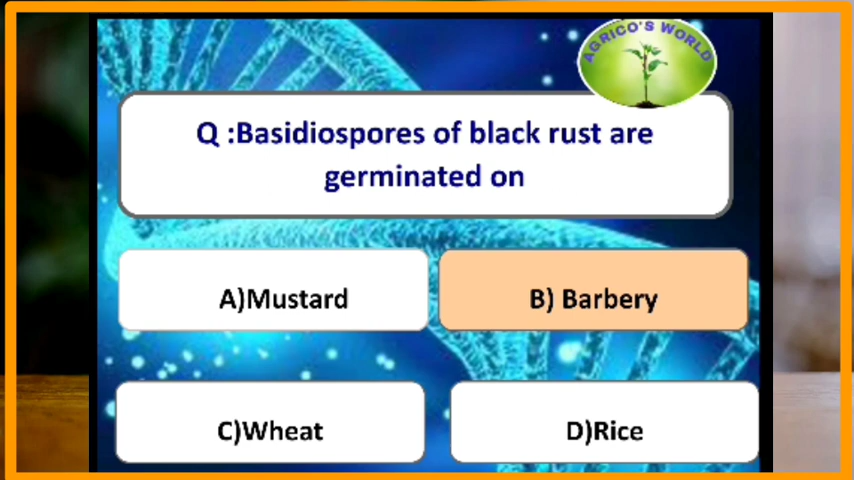 AGRICO'S WORLD
Q :Basidiospores of black rust are
germinated on
A)Mustard
B) Barbery
C)Wheat
D)Rice